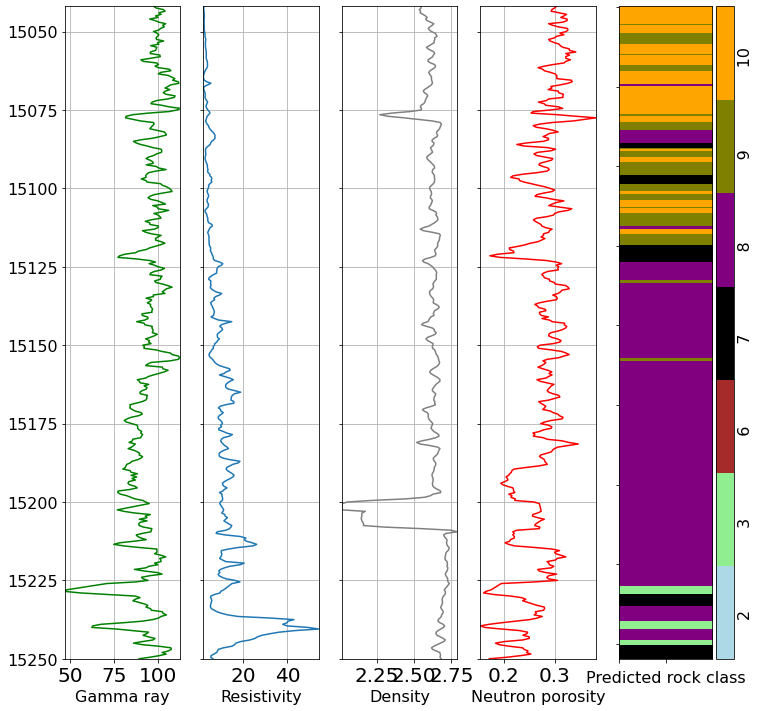 15050
15075
15100
15125
15150
15175
15200
15225
15250
50 75 100
20 40
2.25 2.50 2.75
0.2 0.3
Gamma ray
Resistivity
Density
Neutron porosity
Predicted rock class
10
9
8
7
6
3
2